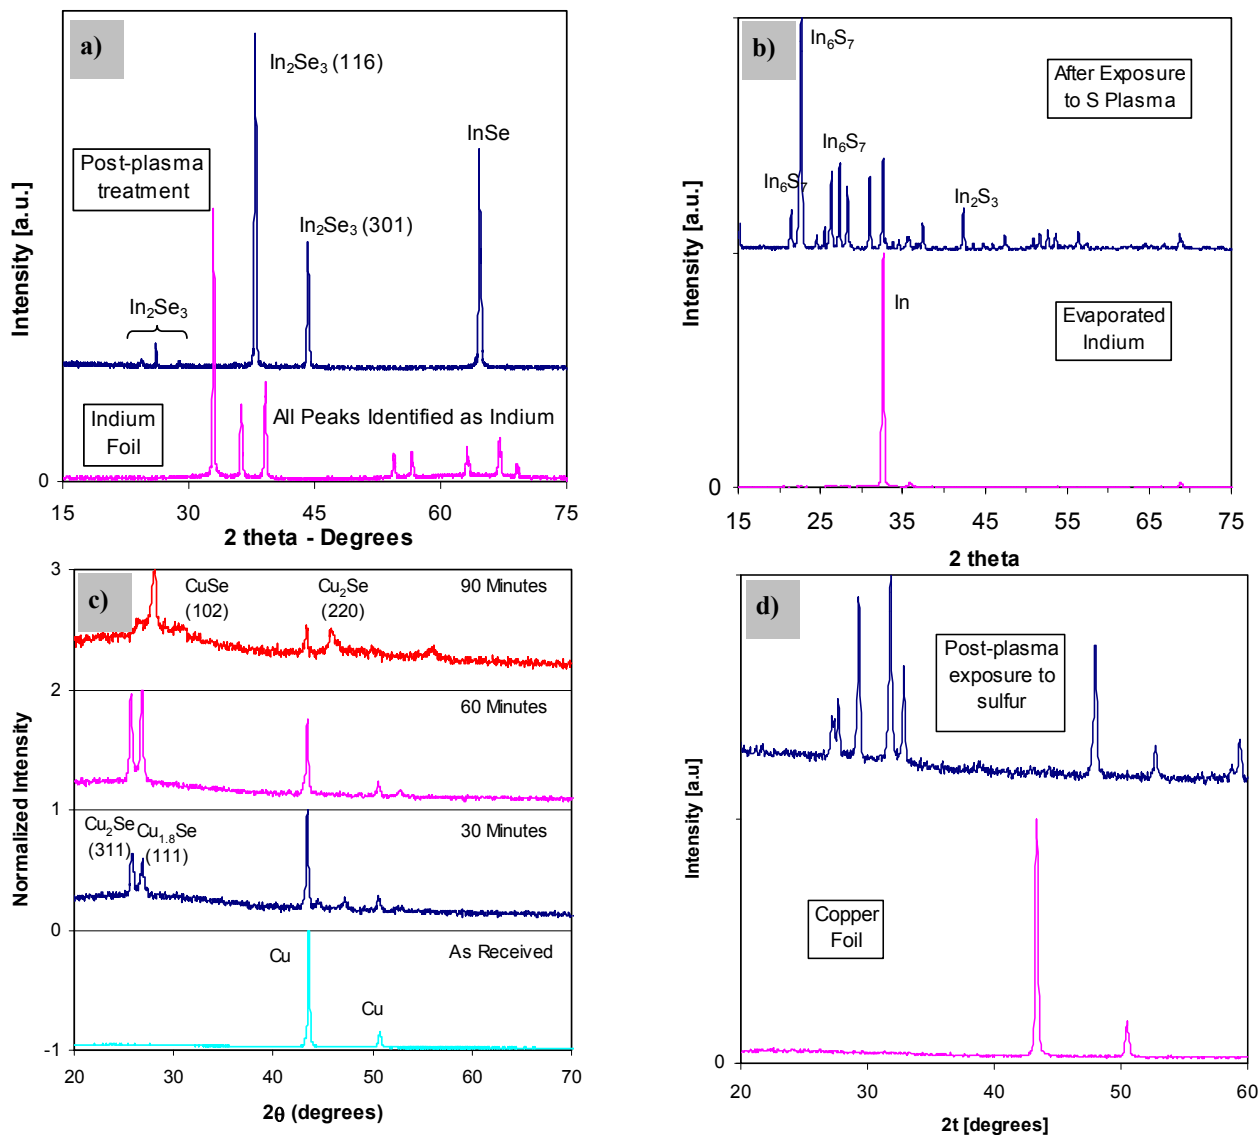 a)
In2Se3 (116)
InSe
Post-plasma
treatment
In2Se3 (301)
In2Se3
Indium
Foil
All Peaks Identified as Indium
Intensity [a.u.]
0
15 30 45 60 75
2 theta - Degrees
b)
In6S7
After Exposure
to S Plasma
In6S7
In6S7
In2S3
In
Evaporated
Indium
Intensity [a.u.]
0
15 25 35 45 55 65 75
2 theta
c)
3
CuSe
(102)
Cu2Se
(220)
90 Minutes
2
60 Minutes
1
Cu2Se
(311)
Cu1.8Se
(111)
30 Minutes
0
Cu
Cu
As Received
-1
Normalized Intensity
20 30 40 50 60 70
2θ (degrees)
d)
Post-plasma
exposure to
sulfur
Copper
Foil
Intensity [a.u]
0
20 30 40 50 60
2t [degrees]